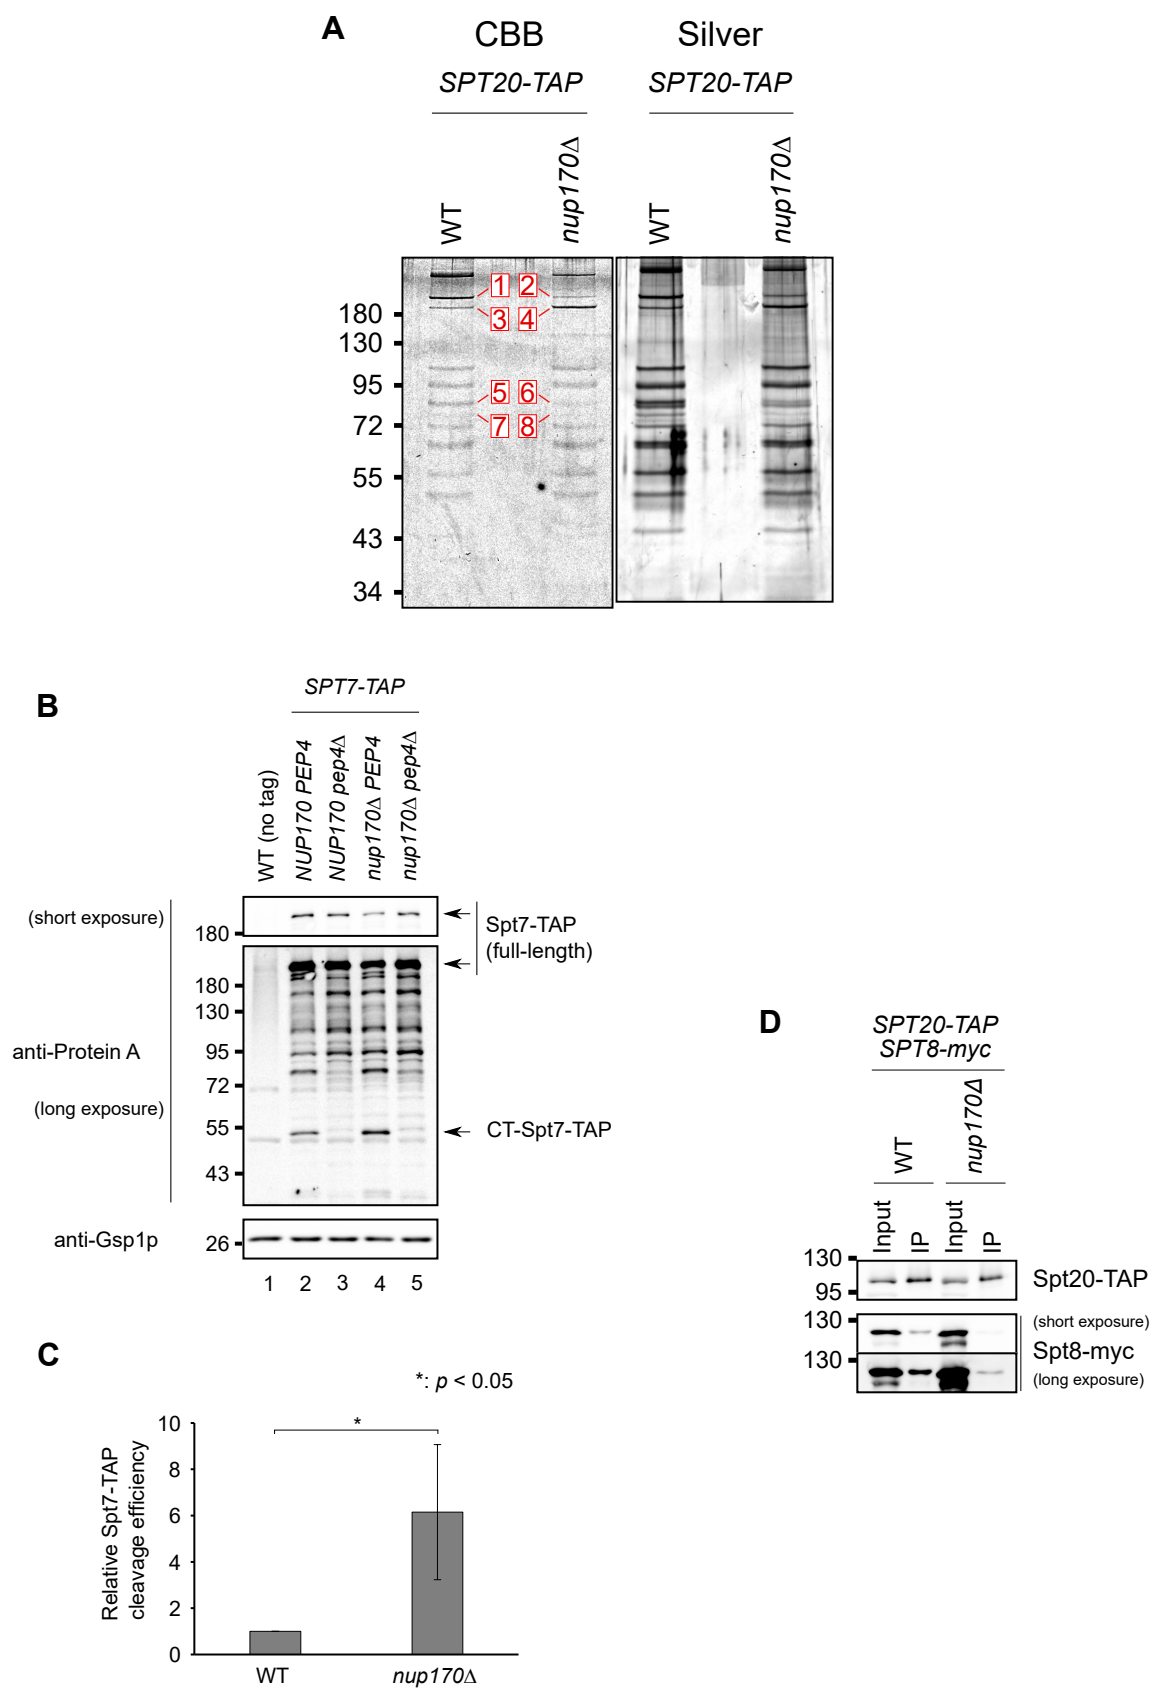 A
CBB
Silver
SPT20-TAP
SPT20-TAP
WT
nup170Δ
WT
nup170Δ
1 2
3 4
5 6
7 8
180
130
95
72
55
43
34
B
SPT7-TAP
WT (no tag)
NUP170 PEP4
NUP170 pep4Δ
nup170Δ PEP4
nup170Δ pep4Δ
(short exposure)
180
Spt7-TAP
(full-length)
180
130
anti-Protein A
95
72
(long exposure)
55
CT-Spt7-TAP
43
anti-Gsp1p
26
1 2 3 4 5
C
*: p < 0.05
*
Relative Spt7-TAP
cleavage efficiency
10
8
6
4
2
0
WT
nup170Δ
D
SPT20-TAP
SPT8-myc
WT
nup170Δ
Input
IP
Input
IP
130
95
Spt20-TAP
130
(short exposure)
Spt8-myc
130
(long exposure)